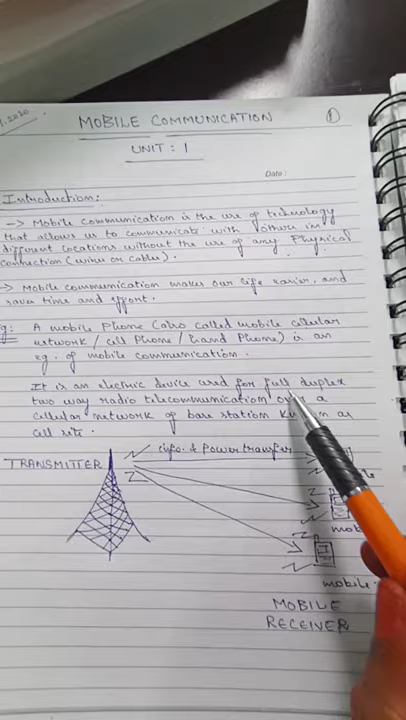 .2020
MOBILE COMMUNICATION
1
UNIT : 1
Date :
Introduction:
-> Mobile communication is the use of technology
that allows us to communicate with others in
different locations without the use of any Physical
connection (wires or cables).
-> Mobile communication makes our life easier, and
save time and effort.
eg: A mobile Phone (also called mobile cellular
network / cell Phone / hand Phone) is an
eg. of mobile communication.
It is an electric device used for full duplex
two way radio telecommunication over a
cellular network of base station as
cell site.
info. & Power transfer
TRANSMITTER
mobile
MOBILE
RECEIVER